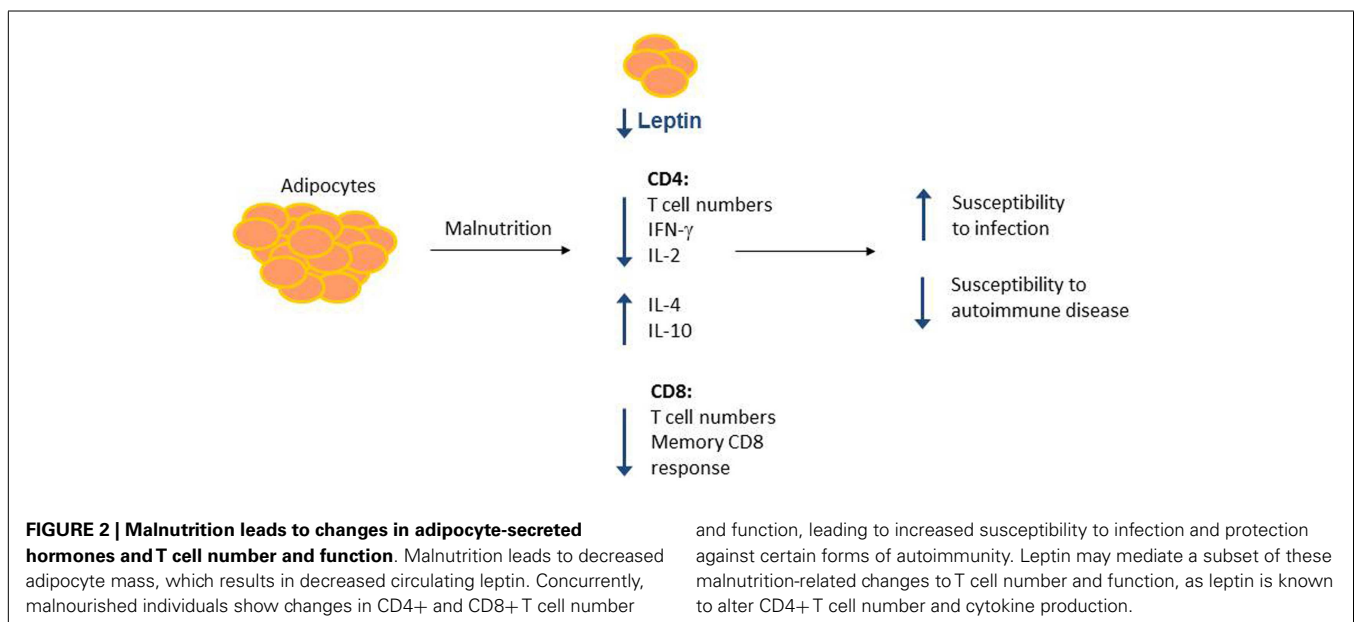 Leptin
Adipocytes
Malnutrition
CD4:
T cell numbers
IFN-γ
IL-2
IL-4
IL-10
CD8:
T cell numbers
Memory CD8
response
Susceptibility
to infection
Susceptibility to
autoimmune disease
FIGURE 2 | Malnutrition leads to changes in adipocyte-secreted
hormones and T cell number and function. Malnutrition leads to decreased
adipocyte mass, which results in decreased circulating leptin. Concurrently,
malnourished individuals show changes in CD4+ and CD8+ T cell number
and function, leading to increased susceptibility to infection and protection
against certain forms of autoimmunity. Leptin may mediate a subset of these
malnutrition-related changes to T cell number and function, as leptin is known
to alter CD4+ T cell number and cytokine production.